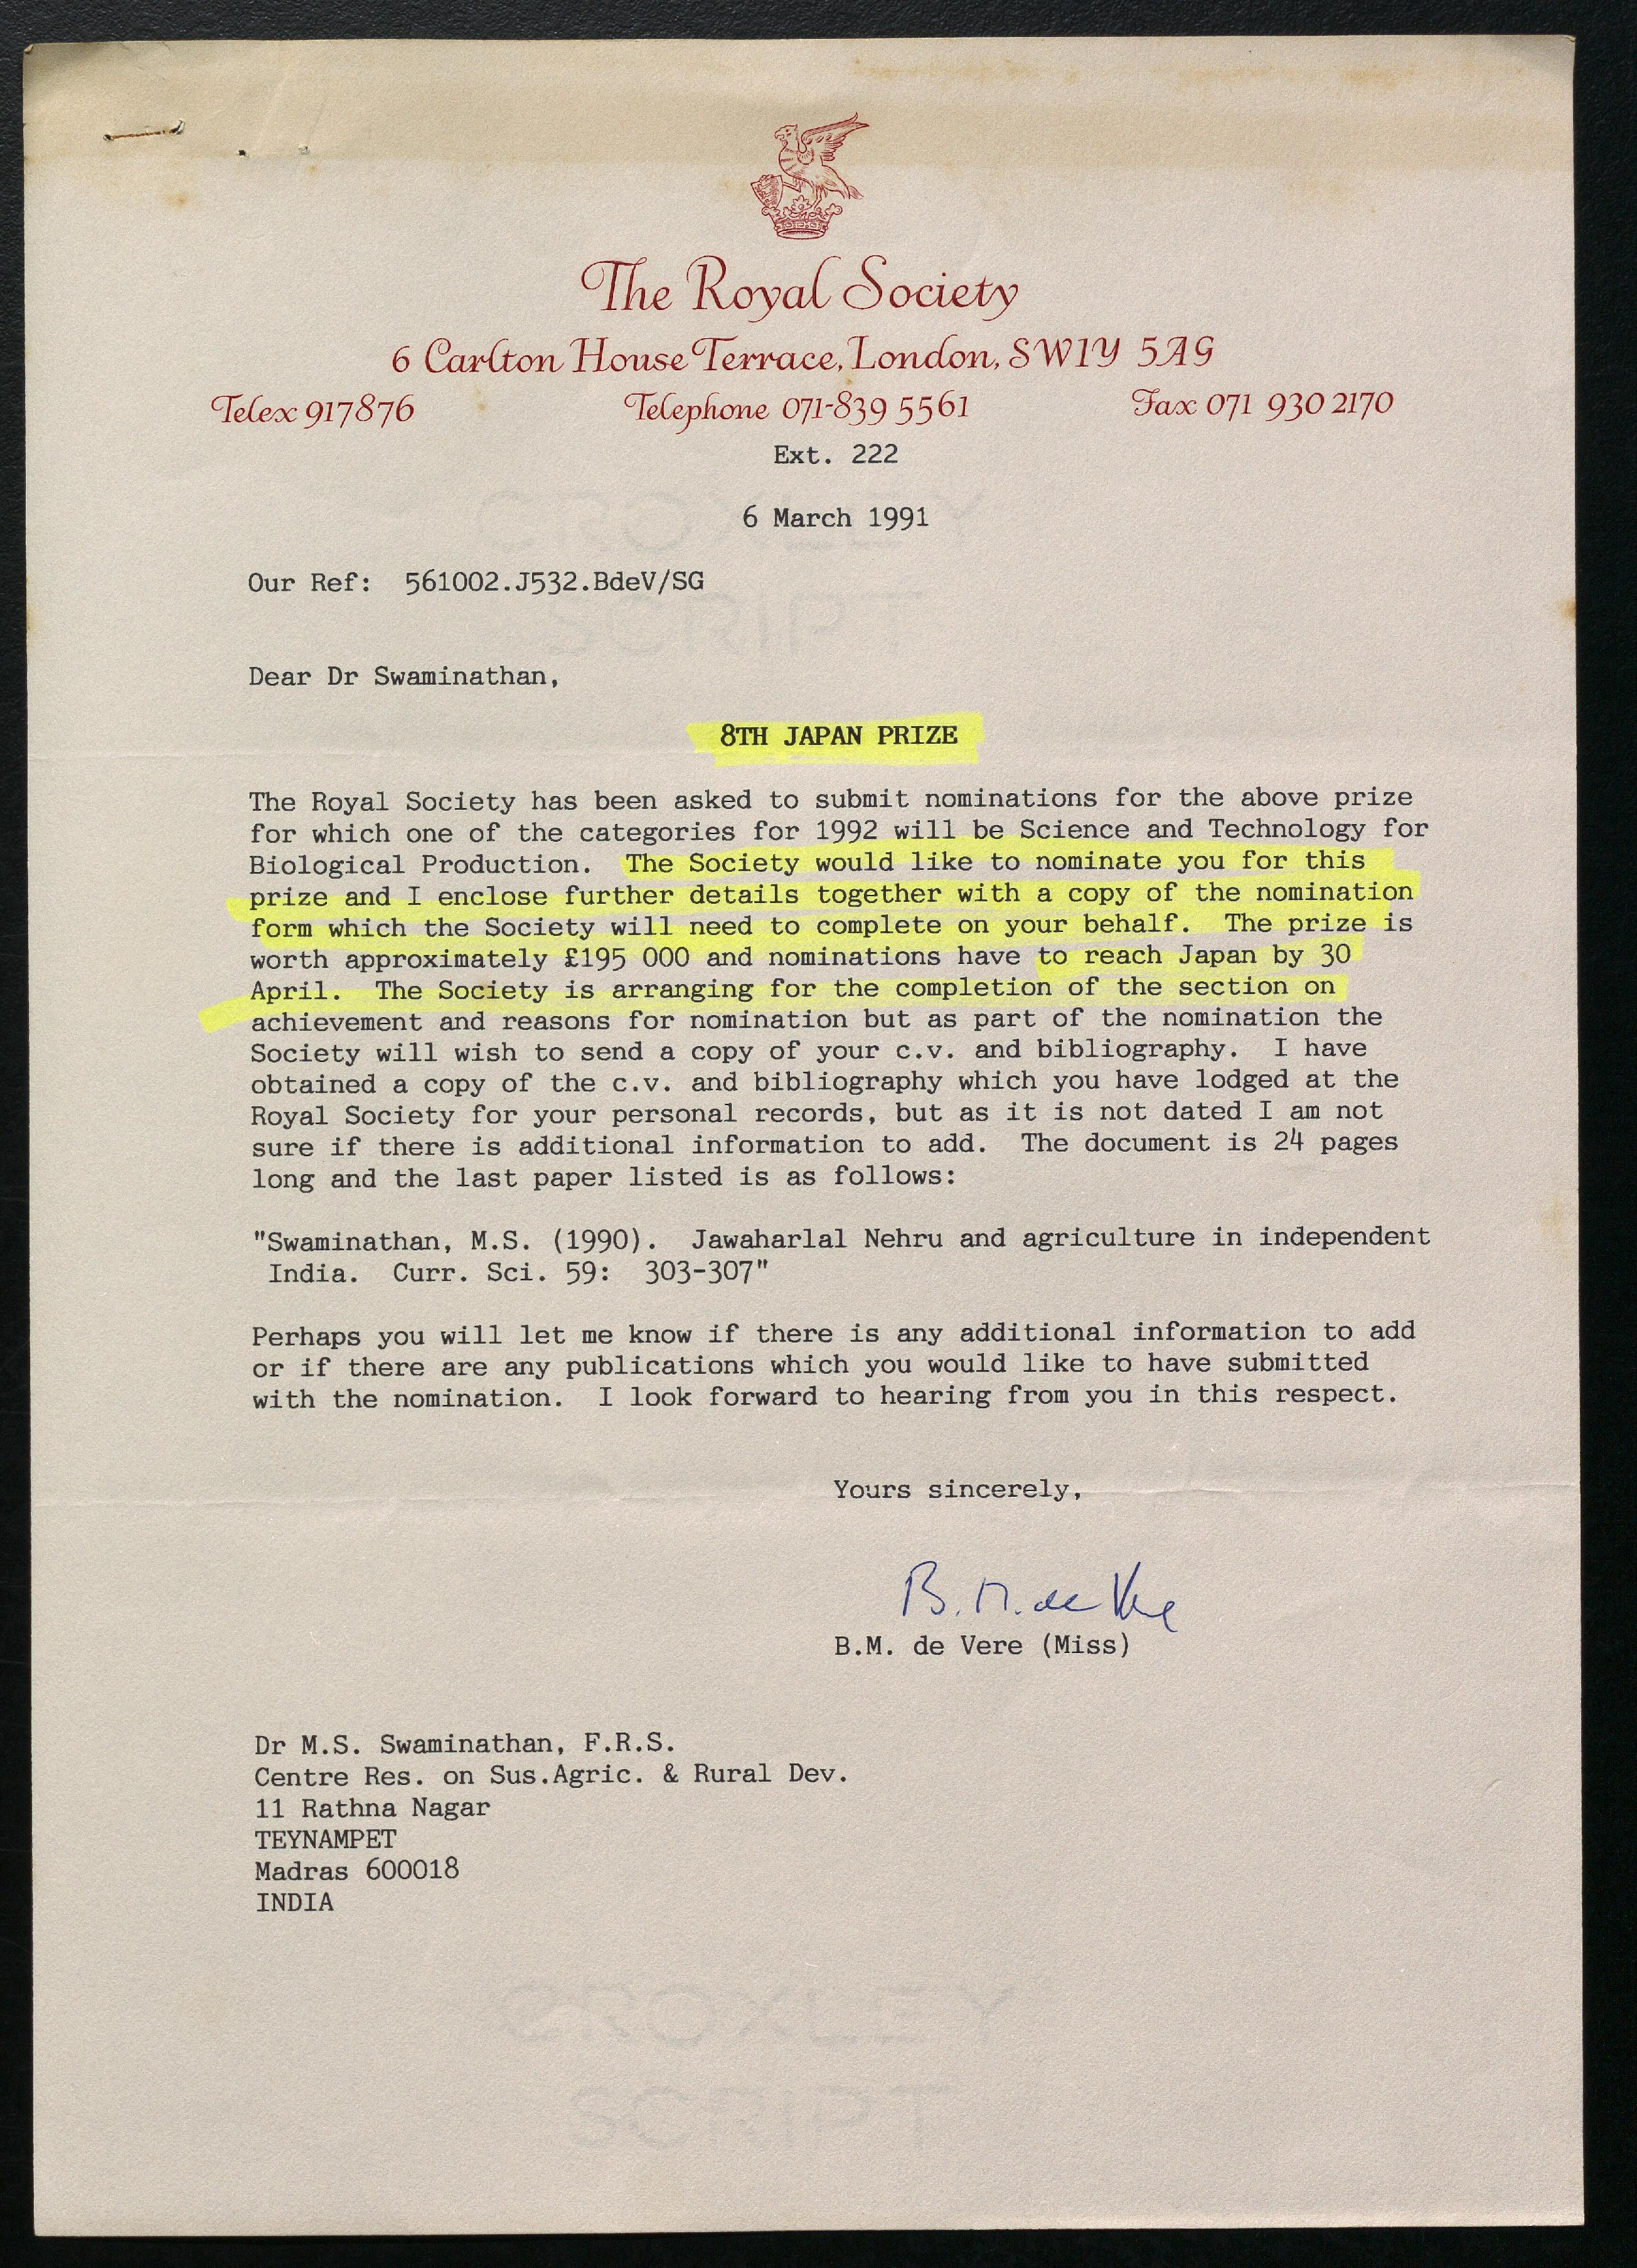 The Royal Society
6 Carlton House Terrace, London, SW1Y 5AG
Telex 917876 Telephone 071-839 5561 Fax 071 930 2170
Ext. 222
6 March 1991
Our Ref: 561002.J532.BdeV/SG
Dear Dr Swaminathan,
8TH JAPAN PRIZE
The Royal Society has been asked to submit nominations for the above prize
for which one of the categories for 1992 will be Science and Technology for
Biological Production. The Society would like to nominate you for this
prize and I enclose further details together with a copy of the nomination
form which the Society will need to complete on your behalf. The prize is
worth approximately £195 000 and nominations have to reach Japan by 30
April. The Society is arranging for the completion of the section on
achievement and reasons for nomination but as part of the nomination the
Society will wish to send a copy of your c.v. and bibliography. I have
obtained a copy of the c.v. and bibliography which you have lodged at the
Royal Society for your personal records, but as it is not dated I am not
sure if there is additional information to add. The document is 24 pages
long and the last paper listed is as follows:
"Swaminathan, M.S. (1990). Jawaharlal Nehru and agriculture in independent
India. Curr. Sci. 59: 303-307"
Perhaps you will let me know if there is any additional information to add
or if there are any publications which you would like to have submitted
with the nomination. I look forward to hearing from you in this respect.
Yours sincerely,
B. M. de Vere
B.M. de Vere (Miss)
Dr M.S. Swaminathan, F.R.S.
Centre Res. on Sus.Agric. & Rural Dev.
11 Rathna Nagar
TEYNAMPET
Madras 600018
INDIA
CROXLEY
SCRIPT